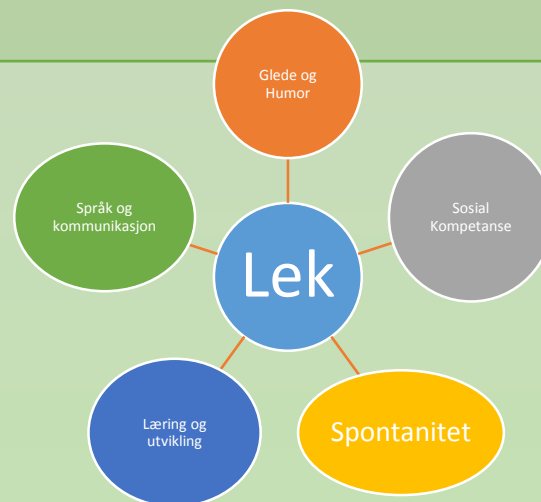 Glede og
Humor
Språk og
kommunikasjon
Sosial
Kompetanse
Lek
Læring og
utvikling
Spontanitet